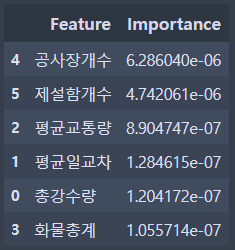 Feature Importance
4 공사장개수 6.286040e-06
5 제설함개수 4.742061e-06
2 평균교통량 8.904747e-07
1 평균일교차 1.284615e-07
0 총강수량 1.204172e-07
3 화물총계 1.055714e-07